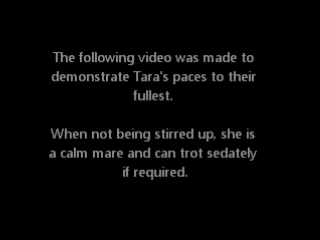 The following video was made to
demonstrate Tara's paces to their
fullest.
When not being stirred up, she is
a calm mare and can trot sedately
if required.